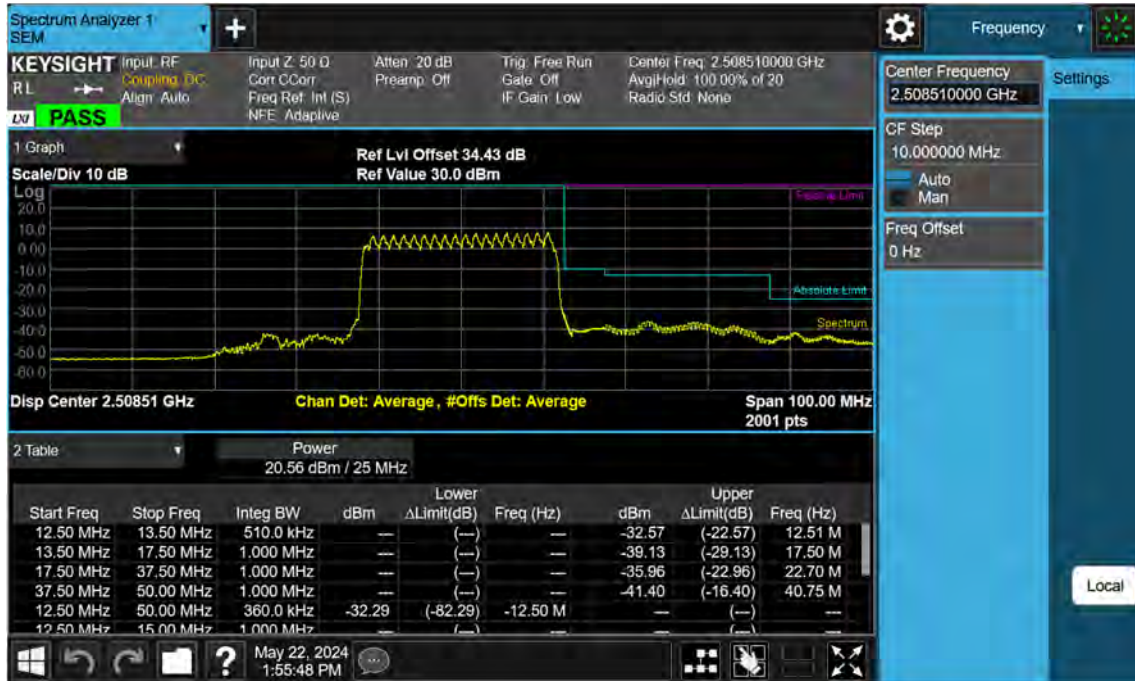 Spectrum Analyzer 1
SEM
+
Frequency
KEYSIGHT
Input: RF
Coupling: DC
Align: Auto
Input Z: 50 Ω
Corr CCorr
Freq Ref: Int (S)
NFE: Adaptive
Atten: 20 dB
Preamp: Off
Trig: Free Run
Gate: Off
IF Gain: Low
Center Freq: 2.508510000 GHz
Avg|Hold: 100.00% of 20
Radio Std: None
RL
LXI
PASS
Center Frequency
2.508510000 GHz
Settings
CF Step
10.000000 MHz
Auto
Man
Freq Offset
0 Hz
1 Graph
Scale/Div 10 dB
Ref Lvl Offset 34.43 dB
Ref Value 30.0 dBm
Log
20.0
10.0
0.00
-10.0
-20.0
-30.0
-40.0
-50.0
-60.0
Limit
Absolute Limit
Spectrum
Disp Center 2.50851 GHz
Chan Det: Average, #Offs Det: Average
Span 100.00 MHz
2001 pts
2 Table
Power
20.56 dBm / 25 MHz
Lower Upper
Start Freq Stop Freq Integ BW dBm ΔLimit(dB) Freq (Hz) dBm ΔLimit(dB) Freq (Hz)
12.50 MHz 13.50 MHz 510.0 kHz --- (---) --- -32.57 (-22.57) 12.51 M
13.50 MHz 17.50 MHz 1.000 MHz --- (---) --- -39.13 (-29.13) 17.50 M
17.50 MHz 37.50 MHz 1.000 MHz --- (---) --- -35.96 (-22.96) 22.70 M
37.50 MHz 50.00 MHz 1.000 MHz --- (---) --- -41.40 (-16.40) 40.75 M
12.50 MHz 50.00 MHz 360.0 kHz -32.29 (-82.29) -12.50 M --- (---) ---
12.50 MHz 15.00 MHz 1.000 MHz --- (---) --- --- (---) ---
Local
?
May 22, 2024
1:55:48 PM